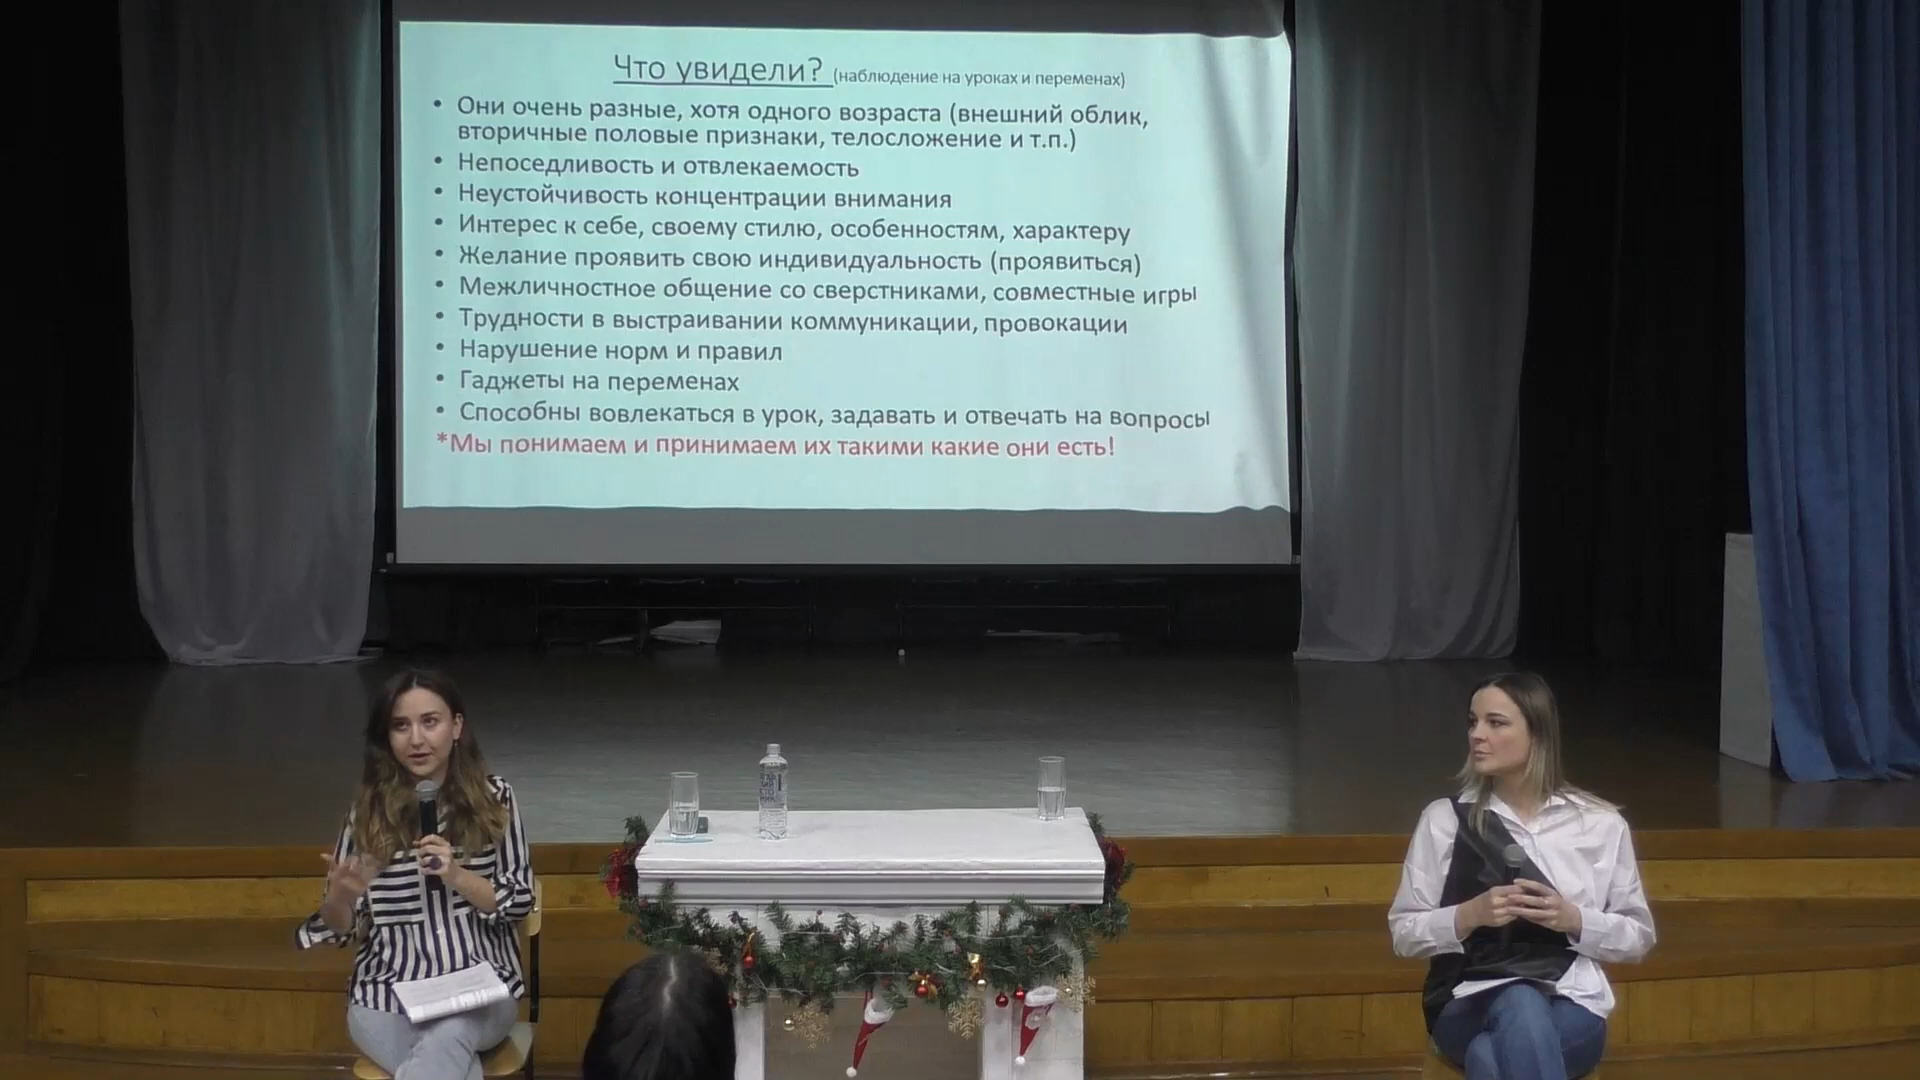 Что увидели? (наблюдение на уроках и переменах)
• Они очень разные, хотя одного возраста (внешний облик,
вторичные половые признаки, телосложение и т.п.)
• Непоседливость и отвлекаемость
• Неустойчивость концентрации внимания
• Интерес к себе, своему стилю, особенностям, характеру
• Желание проявить свою индивидуальность (проявиться)
• Межличностное общение со сверстниками, совместные игры
• Трудности в выстраивании коммуникации, провокации
• Нарушение норм и правил
• Гаджеты на переменах
• Способны вовлекаться в урок, задавать и отвечать на вопросы
*Мы понимаем и принимаем их такими какие они есть!